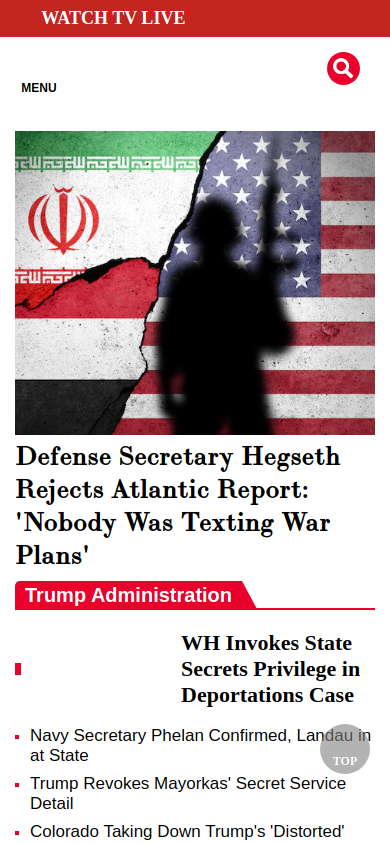 WATCH TV LIVE
MENU
Defense Secretary Hegseth
Rejects Atlantic Report:
'Nobody Was Texting War
Plans'
Trump Administration
WH Invokes State
Secrets Privilege in
Deportations Case
Navy Secretary Phelan Confirmed, Landau in
at State
TOP
Trump Revokes Mayorkas' Secret Service
Detail
Colorado Taking Down Trump's 'Distorted'